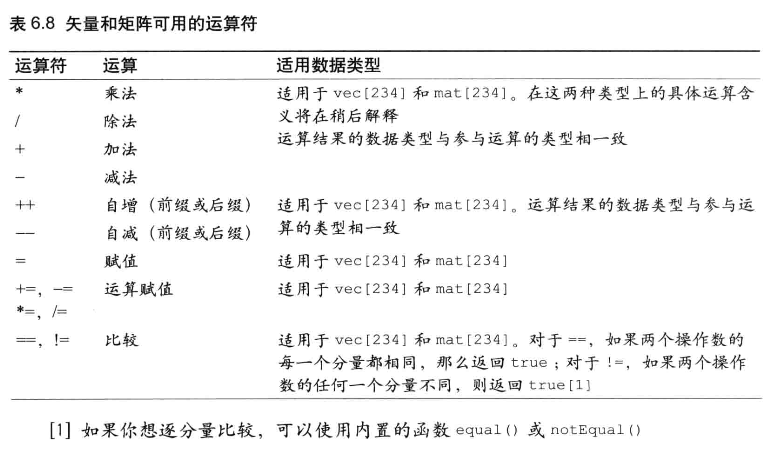 表 6.8 矢量和矩阵可用的运算符
运算符 运算 适用数据类型
* 乘法 适用于 vec[234] 和 mat[234]。在这两种类型上的具体运算含
/ 除法 义将在稍后解释
+ 加法 运算结果的数据类型与参与运算的类型相一致
− 减法
++ 自增（前缀或后缀） 适用于 vec[234] 和 mat[234]。运算结果的数据类型与参与运
−− 自减（前缀或后缀） 算的类型相一致
= 赋值 适用于 vec[234] 和 mat[234]
+=, −= 运算赋值 适用于 vec[234] 和 mat[234]
*=, /=
==, != 比较 适用于 vec[234] 和 mat[234]。对于 ==, 如果两个操作数的
每一个分量都相同, 那么返回 true ; 对于 !=, 如果两个操作
数的任何一个分量不同, 则返回 true[1]
[1] 如果你想逐分量比较, 可以使用内置的函数 equal() 或 notEqual()